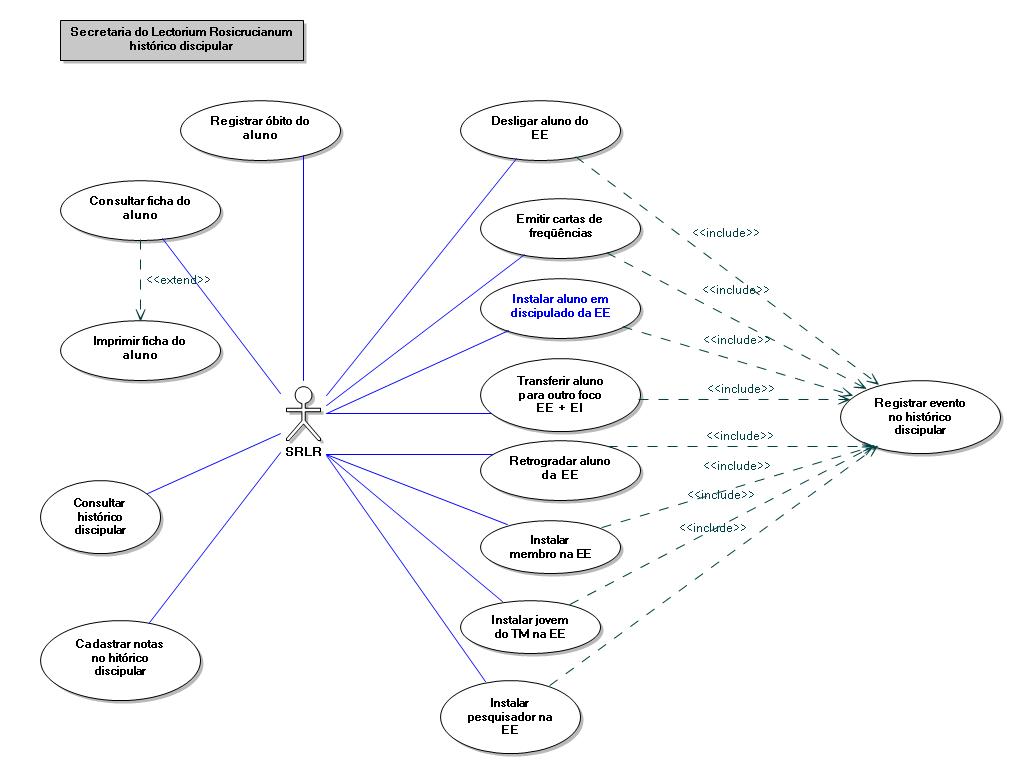 Secretaria do Lectorium Rosicrucianum
histórico discipular
Registrar óbito do
aluno
Desligar aluno do
EE
Consultar ficha do
aluno
Emitir cartas de
freqüências
<<include>>
<<extend>>
Instalar aluno em
discipulado da EE
<<include>>
Imprimir ficha do
aluno
<<include>>
Transferir aluno
para outro foco
EE + EI
<<include>>
Registrar evento
no histórico
discipular
SRLR
<<include>>
Retrogradar aluno
da EE
<<include>>
Consultar
histórico
discipular
<<include>>
Instalar
membro na EE
<<include>>
Instalar jovem
do TM na EE
Cadastrar notas
no hitórico
discipular
Instalar
pesquisador na
EE